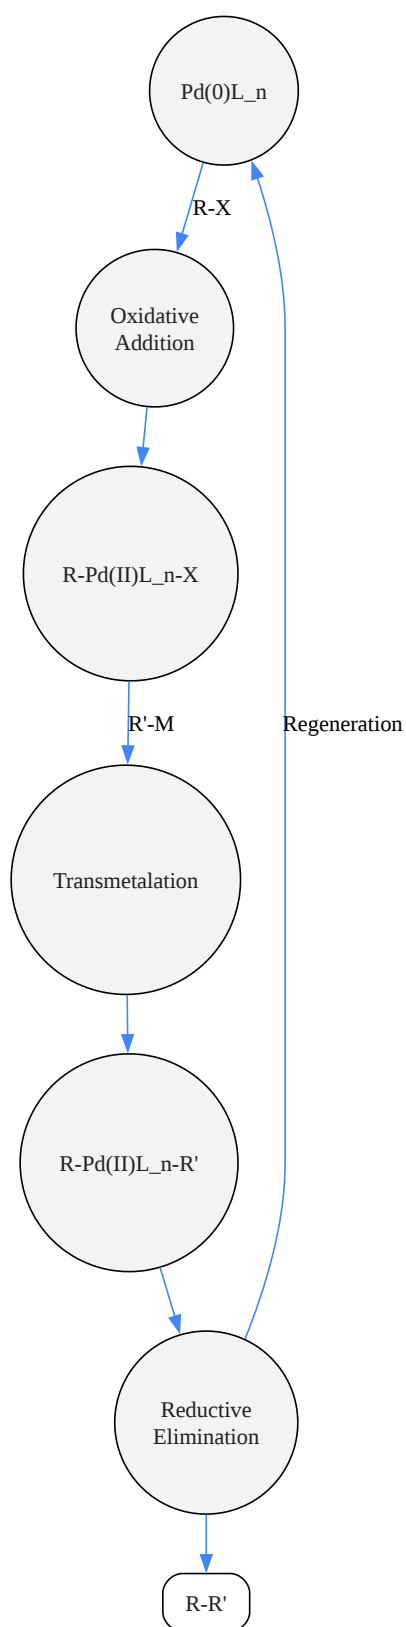 Pd(0)L_n
R-X
Oxidative
Addition
R-Pd(II)L_n-X
R'-M
Regeneration
Transmetalation
R-Pd(II)L_n-R'
Reductive
Elimination
R-R'